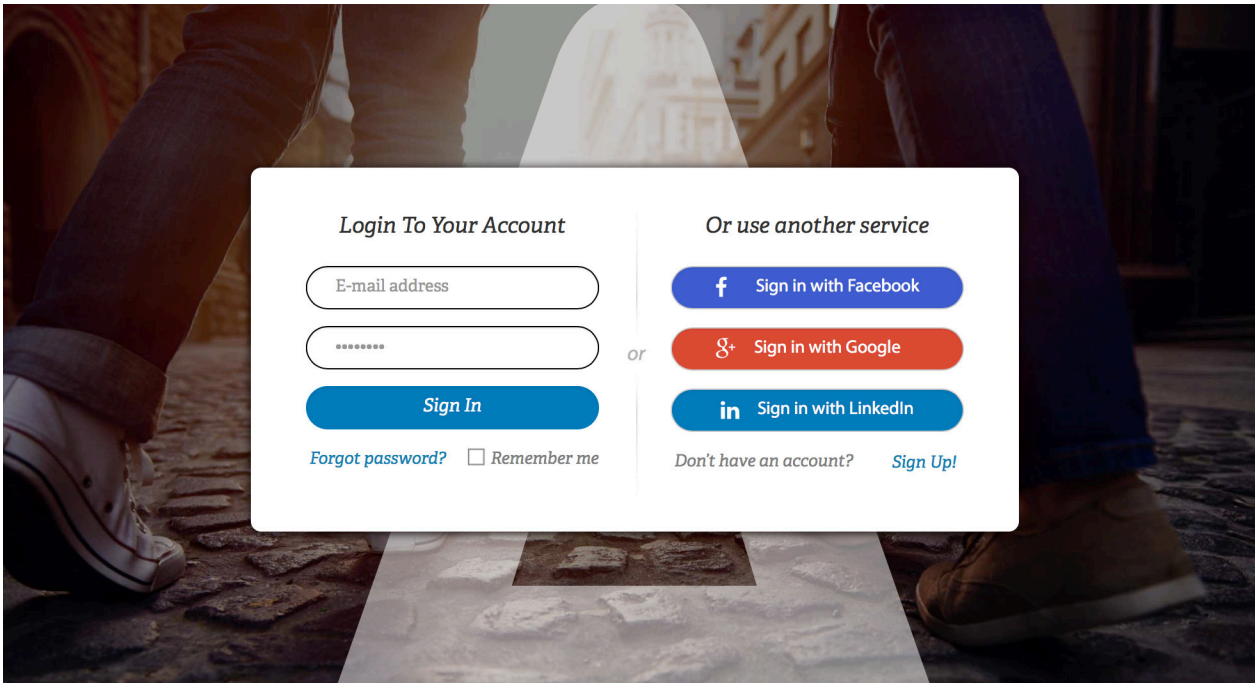 Login To Your Account
E-mail address
••••••••
Sign In
Forgot password? Remember me
or
Or use another service
f Sign in with Facebook
g+ Sign in with Google
in Sign in with LinkedIn
Don't have an account? Sign Up!